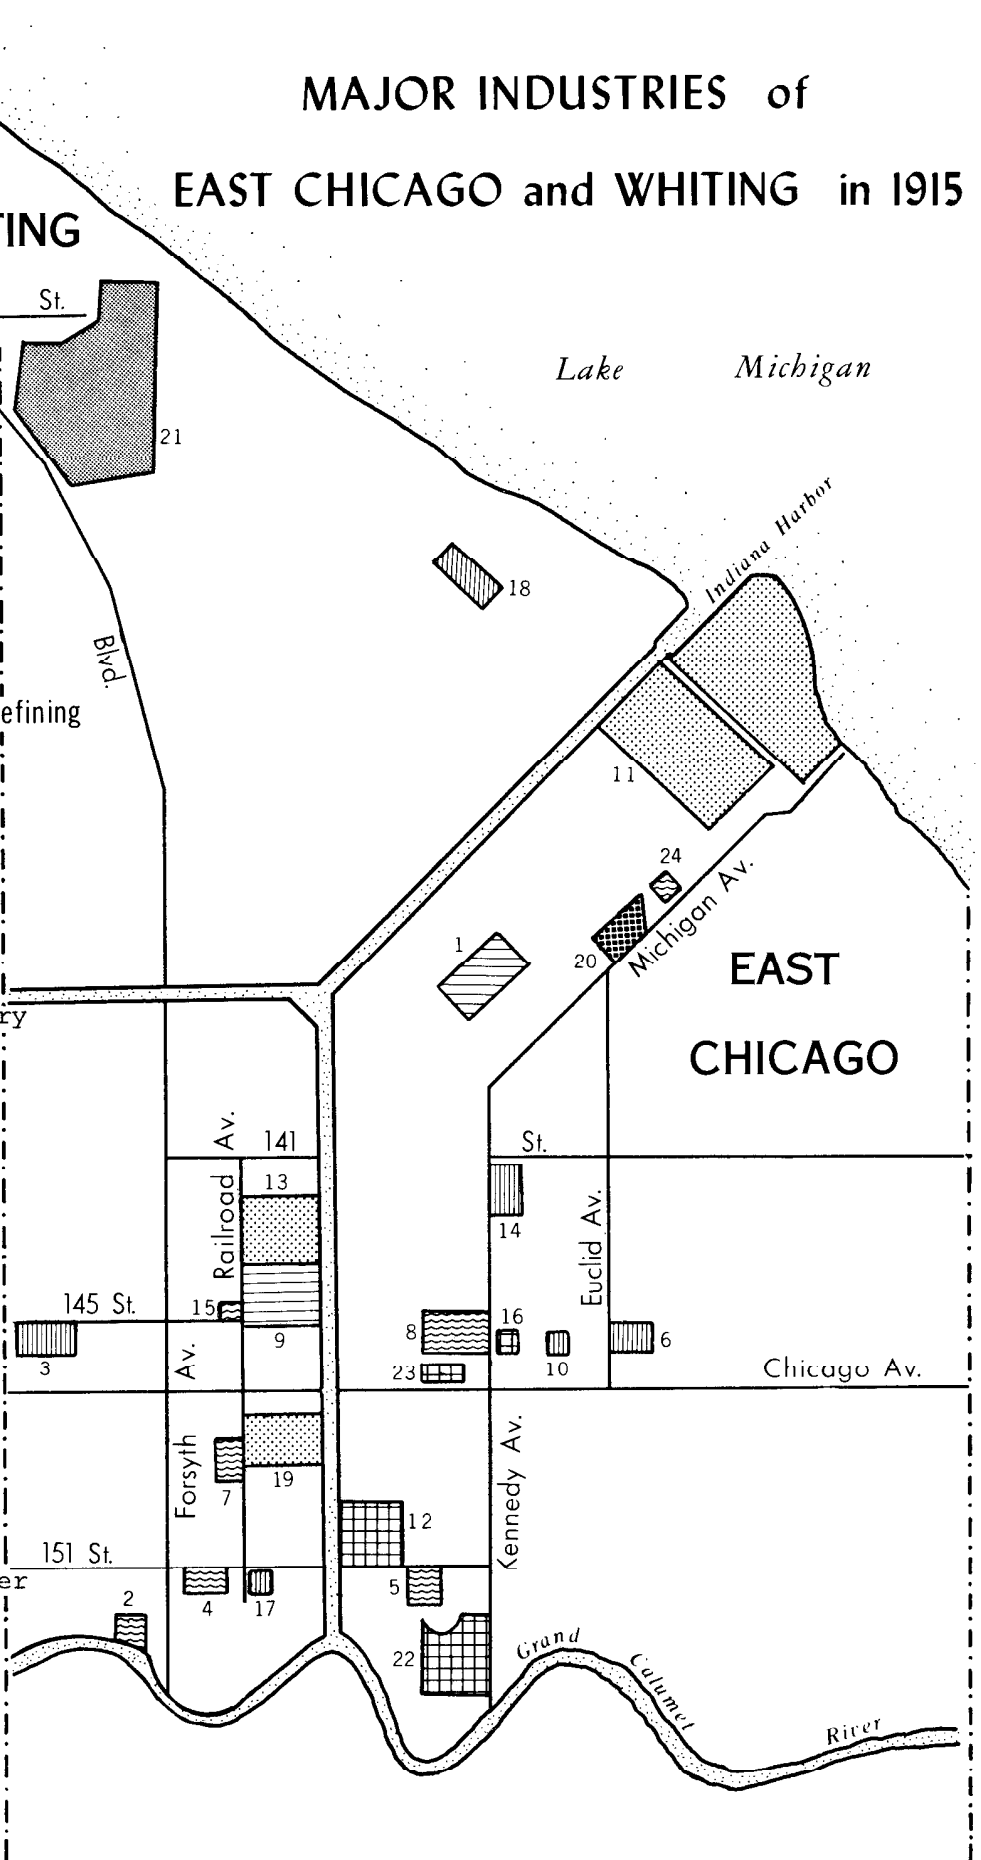 MAJOR INDUSTRIES of
EAST CHICAGO and WHITING in 1915
TING
St.
Lake Michigan
21
Indiana Harbor
18
Blvd.
efining
11
24
Michigan Av.
1
20
EAST
CHICAGO
ry
Av.
141
St.
13
Railroad
14
Euclid Av.
145 St.
15
16
8
6
3
9
23
10
Av.
Chicago Av.
Forsyth
19
7
Kennedy Av.
12
151 St.
er
5
2
4
17
22
Grand Calumet River